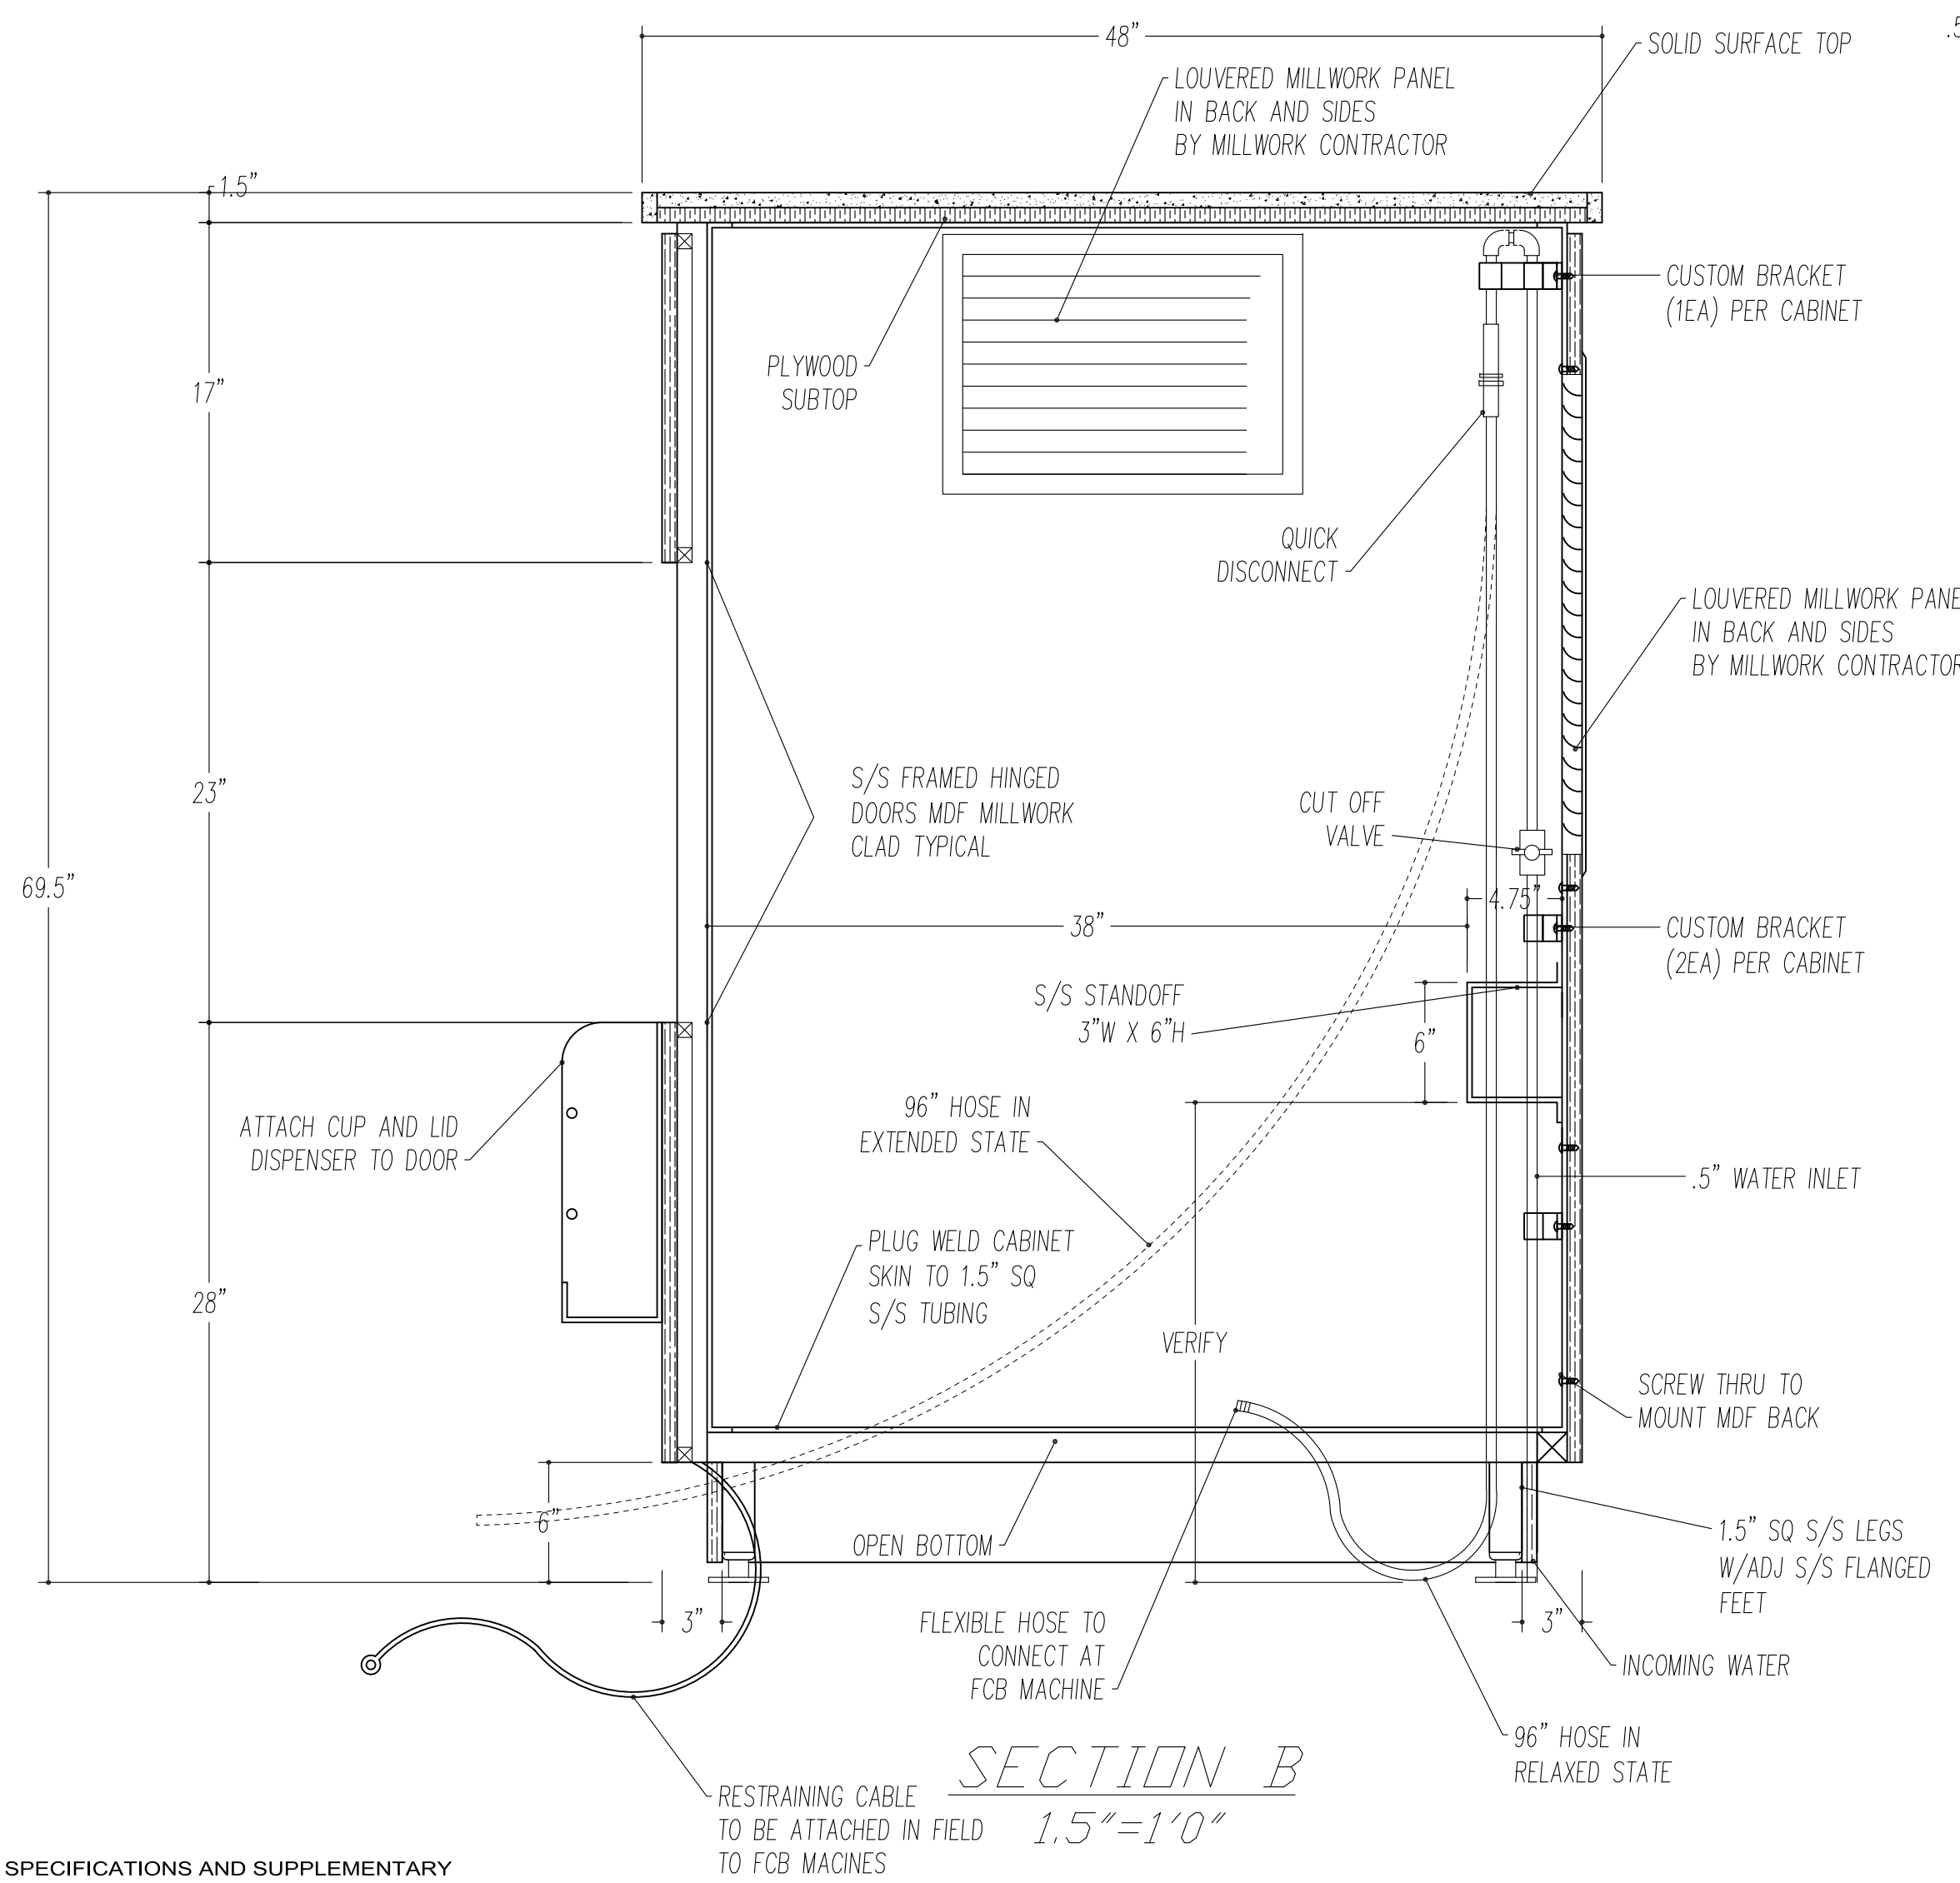 48”
SOLID SURFACE TOP
LOUVERED MILLWORK PANEL
IN BACK AND SIDES
BY MILLWORK CONTRACTOR
1.5”
CUSTOM BRACKET
(1EA) PER CABINET
PLYWOOD
SUBTOP
17”
QUICK
DISCONNECT
LOUVERED MILLWORK PANE
IN BACK AND SIDES
BY MILLWORK CONTRACTOR
S/S FRAMED HINGED
DOORS MDF MILLWORK
CLAD TYPICAL
23”
CUT OFF
VALVE
69.5”
4.75”
38”
CUSTOM BRACKET
(2EA) PER CABINET
S/S STANDOFF
3”W X 6”H
6”
96” HOSE IN
EXTENDED STATE
ATTACH CUP AND LID
DISPENSER TO DOOR
.5” WATER INLET
PLUG WELD CABINET
SKIN TO 1.5” SQ
S/S TUBING
28”
VERIFY
SCREW THRU TO
MOUNT MDF BACK
6”
OPEN BOTTOM
1.5” SQ S/S LEGS
W/ADJ S/S FLANGED
FEET
3”
3”
FLEXIBLE HOSE TO
CONNECT AT
FCB MACHINE
INCOMING WATER
96” HOSE IN
RELAXED STATE
SECTION B
1.5”=1’0”
RESTRAINING CABLE
TO BE ATTACHED IN FIELD
TO FCB MACINES
SPECIFICATIONS AND SUPPLEMENTARY